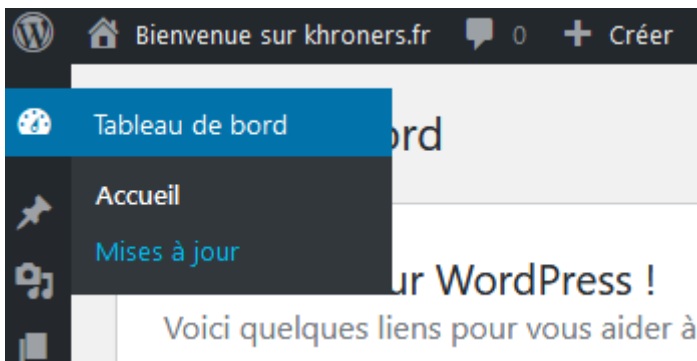 Bienvenue sur khroners.fr 0 Créer
Tableau de bord
ord
Accueil
Mises à jour
ur WordPress !
Voici quelques liens pour vous aider à